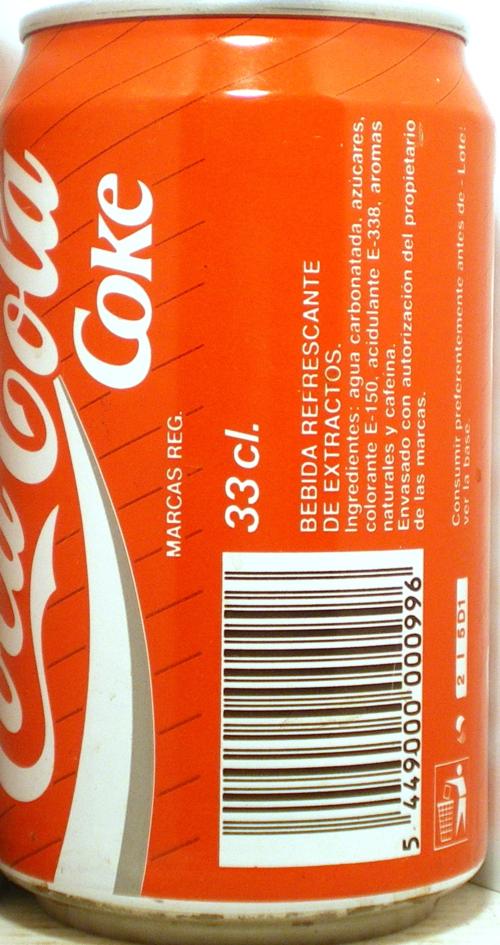 Coca-Cola
Coke
MARCAS REG.
33 cl.
BEBIDA REFRESCANTE
DE EXTRACTOS.
Ingredientes: agua carbonatada, azucares,
colorante E-150, acidulante E-338, aromas
naturales y cafeina.
Envasado con autorización del propietario
de las marcas.
Consumir preferentemente antes de - Lote:
ver la base.
5 449000 000996
2 I 5D1